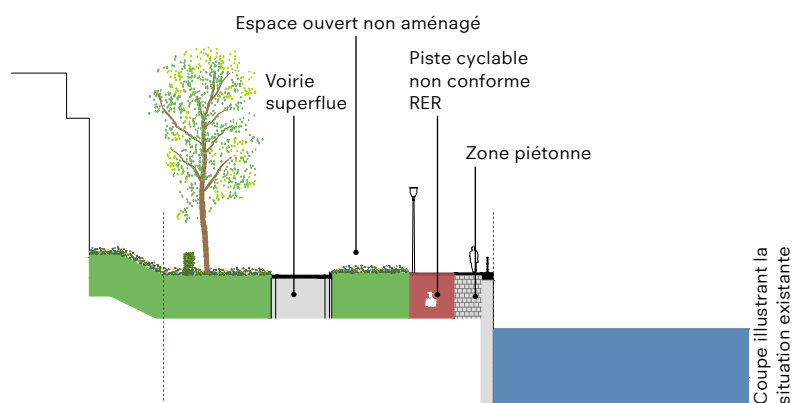 Espace ouvert non aménagé
Voirie
superflue
Piste cyclable
non conforme
RER
Zone piétonne
Coupe illustrant la
situation existante